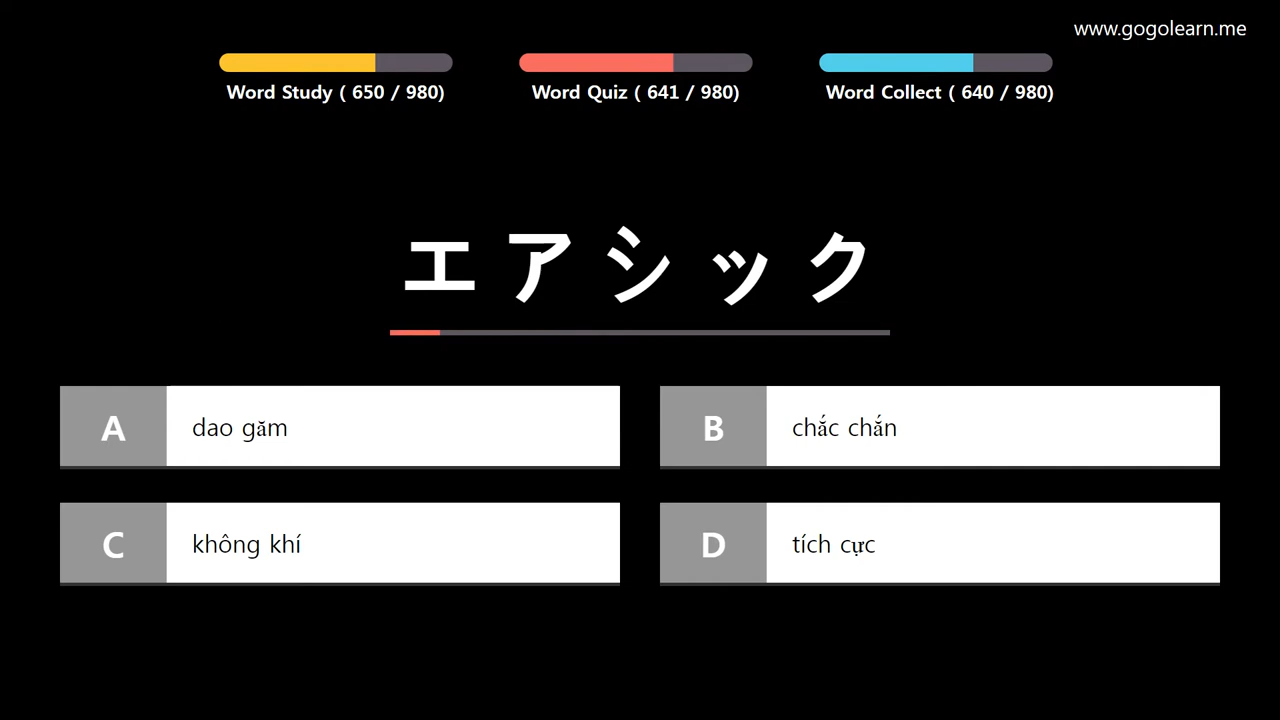 www.gogolearn.me
Word Study ( 650 / 980)
Word Quiz ( 641 / 980)
Word Collect ( 640 / 980)
エアシック
A dao găm
B chắc chắn
C không khí
D tích cực